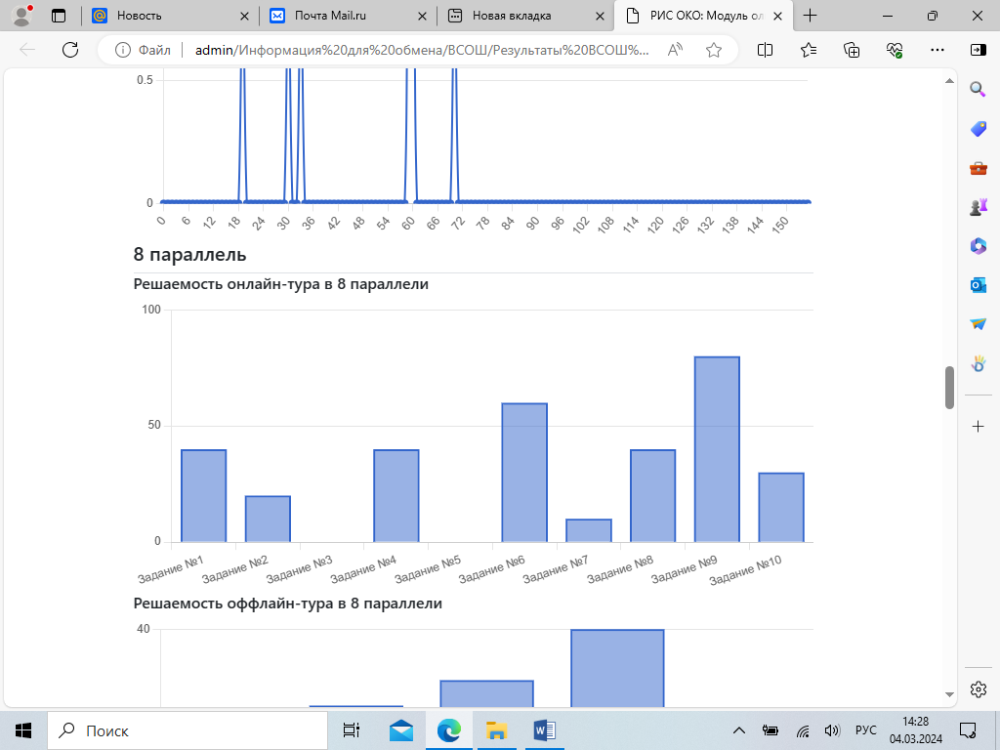 Новость
Почта Mail.ru
Новая вкладка
РИС ОКО: Модуль ол
Файл
admin/Информация%20для%20обмена/ВСОШ/Результаты%20ВСОШ%...
0.5
0
0 6 12 18 24 30 36 42 48 54 60 66 72 78 84 90 96 102 108 114 120 126 132 138 144 150
8 параллель
Решаемость онлайн-тура в 8 параллели
100
50
0
Задание №1 Задание №2 Задание №3 Задание №4 Задание №5 Задание №6 Задание №7 Задание №8 Задание №9 Задание №10
Решаемость оффлайн-тура в 8 параллели
40
Поиск
РУС
14:28
04.03.2024